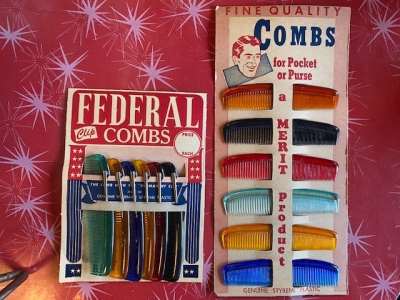 FEDERAL
Clip COMBS
PRICE
EACH
FINE QUALITY
COMBS
for Pocket
or Purse
a
MERIT
product
GENUINE STYRENE PLASTIC